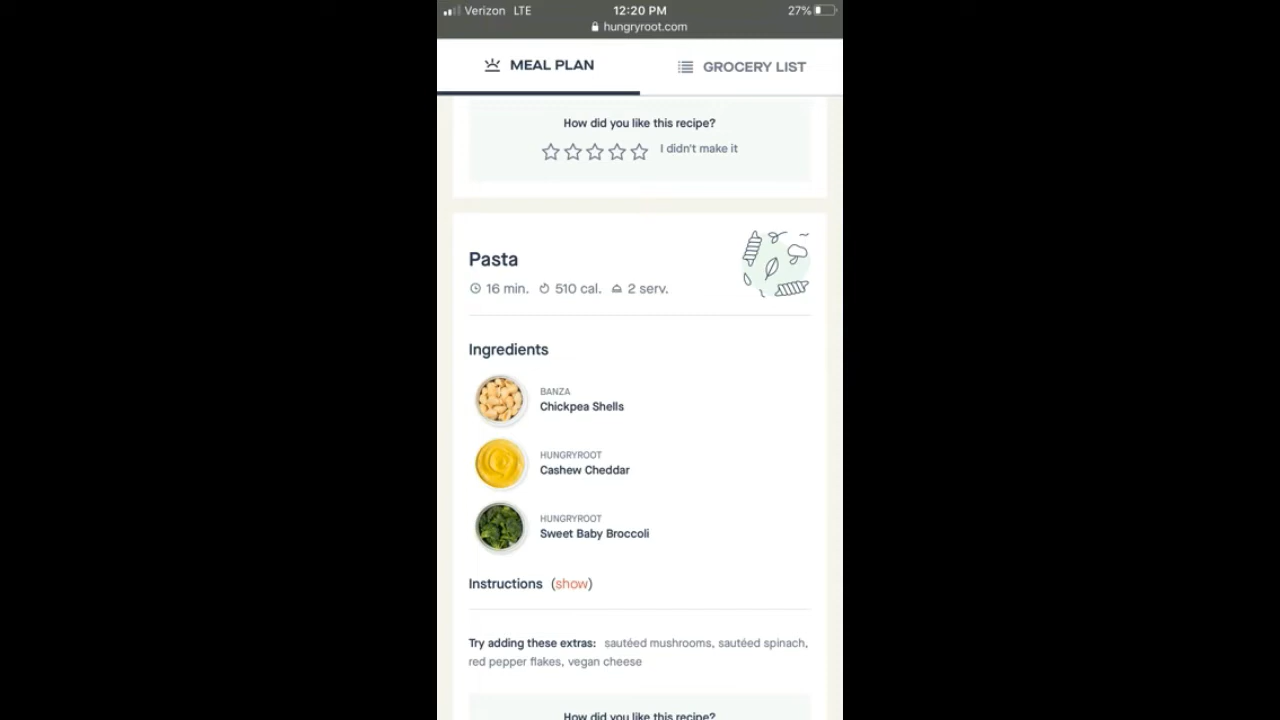 Verizon LTE 12:20 PM 27%
hungryroot.com
MEAL PLAN GROCERY LIST
How did you like this recipe?
I didn't make it
Pasta
16 min. 510 cal. 2 serv.
Ingredients
BANZA
Chickpea Shells
HUNGRYROOT
Cashew Cheddar
HUNGRYROOT
Sweet Baby Broccoli
Instructions (show)
Try adding these extras: sautéed mushrooms, sautéed spinach,
red pepper flakes, vegan cheese
How did you like this recipe?